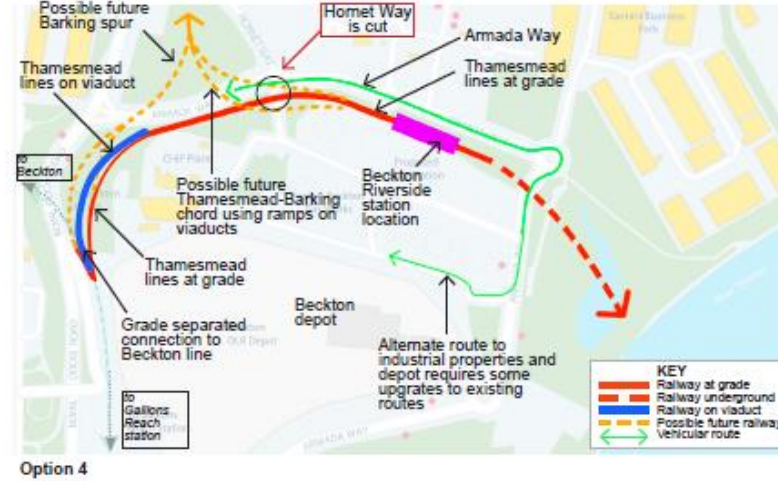 Possible future
Barking spur
Hornet Way
is cut
Armada Way
Thamesmead
lines at grade
Thamesmead
lines on viaduct
to
Beckton
Possible future
Thamesmead-Barking
chord using ramps on
viaducts
Beckton
Riverside
station
location
Thamesmead
lines at grade
Grade separated
connection to
Beckton line
Beckton
depot
Alternate route to
industrial properties and
depot requires some
upgrates to existing
routes
to
Gallions
Reach
station
ARMADA WAY
KEY
Railway at grade
Railway underground
Railway on viaduct
Possible future railway
Vehicular route
Option 4